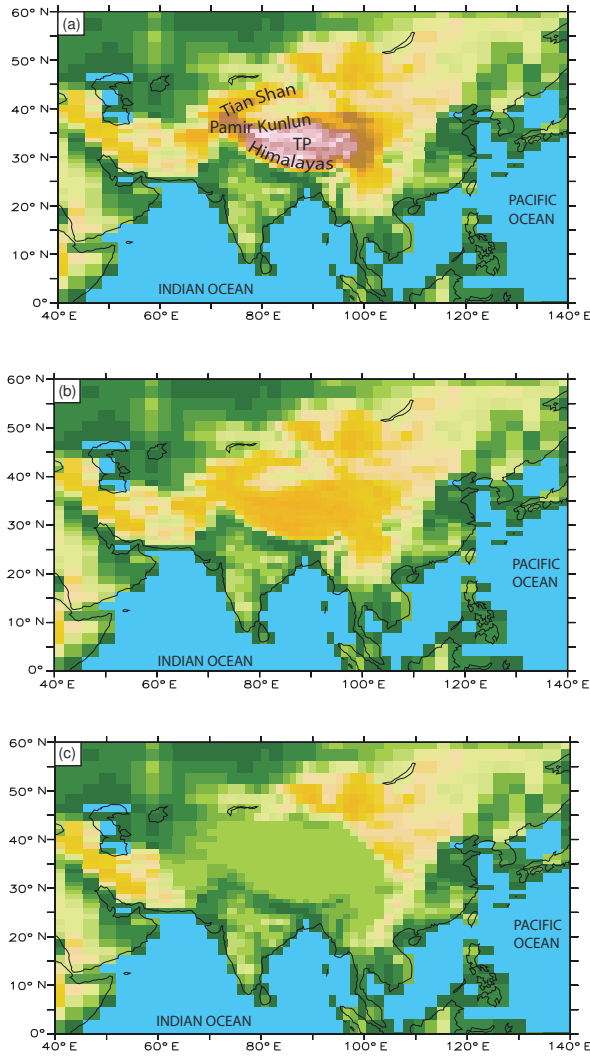 (a)
60° N
50° N
40° N
30° N
20° N
10° N
0°
Tian Shan
Pamir Kunlun
TP
Himalayas
PACIFIC
OCEAN
INDIAN OCEAN
40° E
60° E
80° E
100° E
120° E
140° E
(b)
60° N
50° N
40° N
30° N
20° N
10° N
0°
PACIFIC
OCEAN
INDIAN OCEAN
40° E
60° E
80° E
100° E
120° E
140° E
(c)
60° N
50° N
40° N
30° N
20° N
10° N
0°
PACIFIC
OCEAN
INDIAN OCEAN
40° E
60° E
80° E
100° E
120° E
140° E